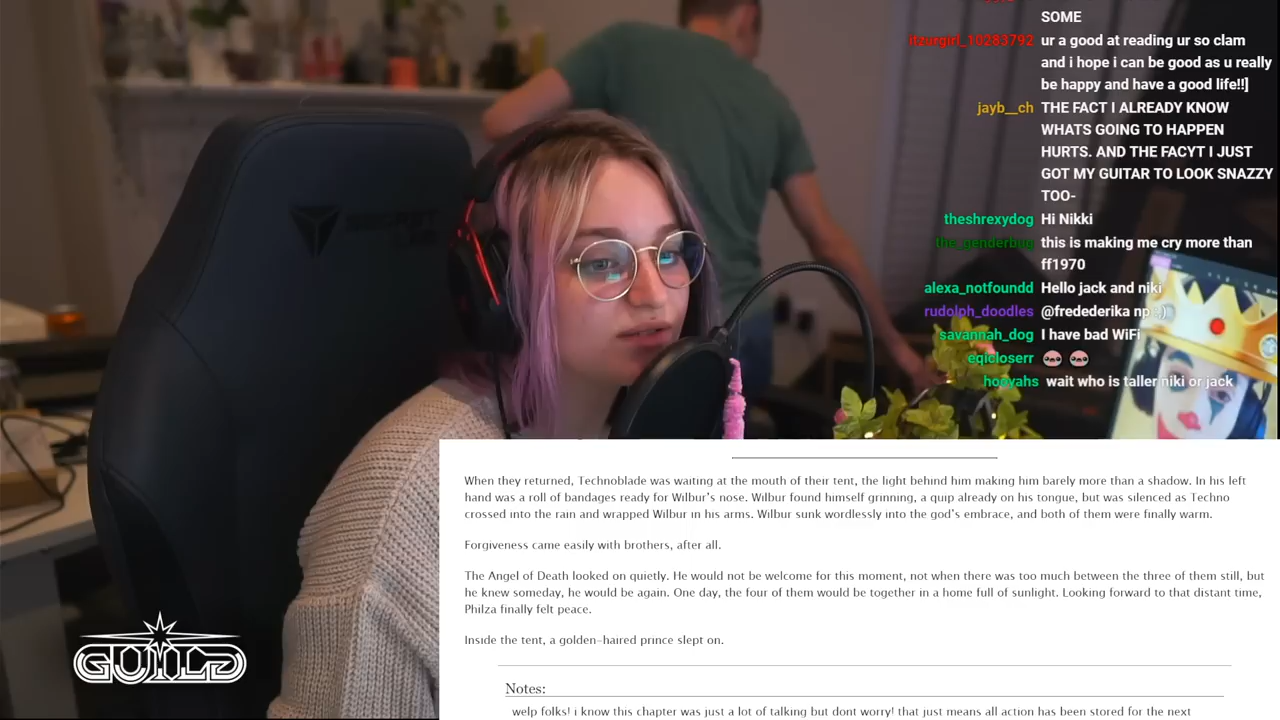 SOME
itzurgirl_10283792 ur a good at reading ur so clam
and i hope i can be good as u really
be happy and have a good life!!]
jayb__ch THE FACT I ALREADY KNOW
WHATS GOING TO HAPPEN
HURTS. AND THE FACYT I JUST
GOT MY GUITAR TO LOOK SNAZZY
TOO-
theshrexydog Hi Nikki
the_genderbug this is making me cry more than
ff1970
alexa_notfoundd Hello jack and niki
rudolph_doodles @fredederika np :)
savannah_dog I have bad WiFi
eqicloserr
hooyahs wait who is taller niki or jack
When they returned, Technoblade was waiting at the mouth of their tent, the light behind him making him barely more than a shadow. In his left
hand was a roll of bandages ready for Wilbur's nose. Wilbur found himself grinning, a quip already on his tongue, but was silenced as Techno
crossed into the rain and wrapped Wilbur in his arms. Wilbur sunk wordlessly into the god's embrace, and both of them were finally warm.
Forgiveness came easily with brothers, after all.
The Angel of Death looked on quietly. He would not be welcome for this moment, not when there was too much between the three of them still, but
he knew someday, he would be again. One day, the four of them would be together in a home full of sunlight. Looking forward to that distant time,
Philza finally felt peace.
Inside the tent, a golden-haired prince slept on.
Notes:
welp folks! i know this chapter was just a lot of talking but dont worry! that just means all action has been stored for the next
GUILD